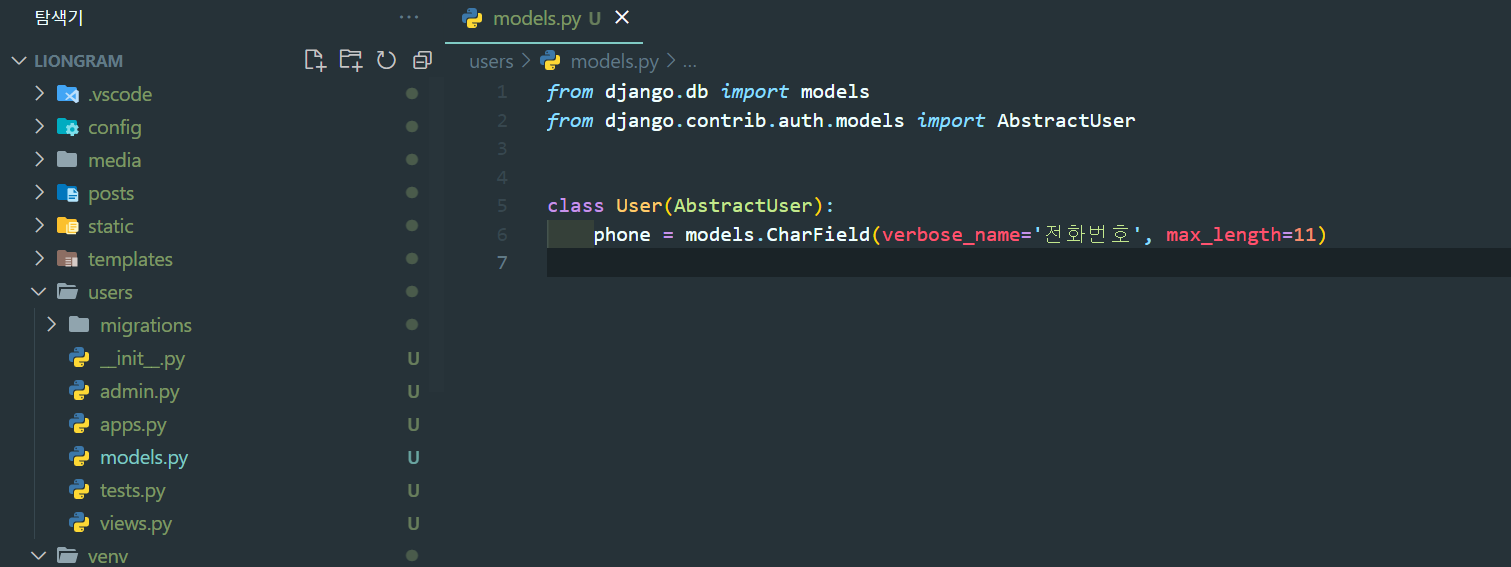 탐색기
···
LIONGRAM
.vscode
config
media
posts
static
templates
users
migrations
__init__.py U
admin.py U
apps.py U
models.py U
tests.py U
views.py U
venv
models.py U
users > models.py > ...
1 from django.db import models
2 from django.contrib.auth.models import AbstractUser
3
4
5 class User(AbstractUser):
6 phone = models.CharField(verbose_name='전화번호', max_length=11)
7